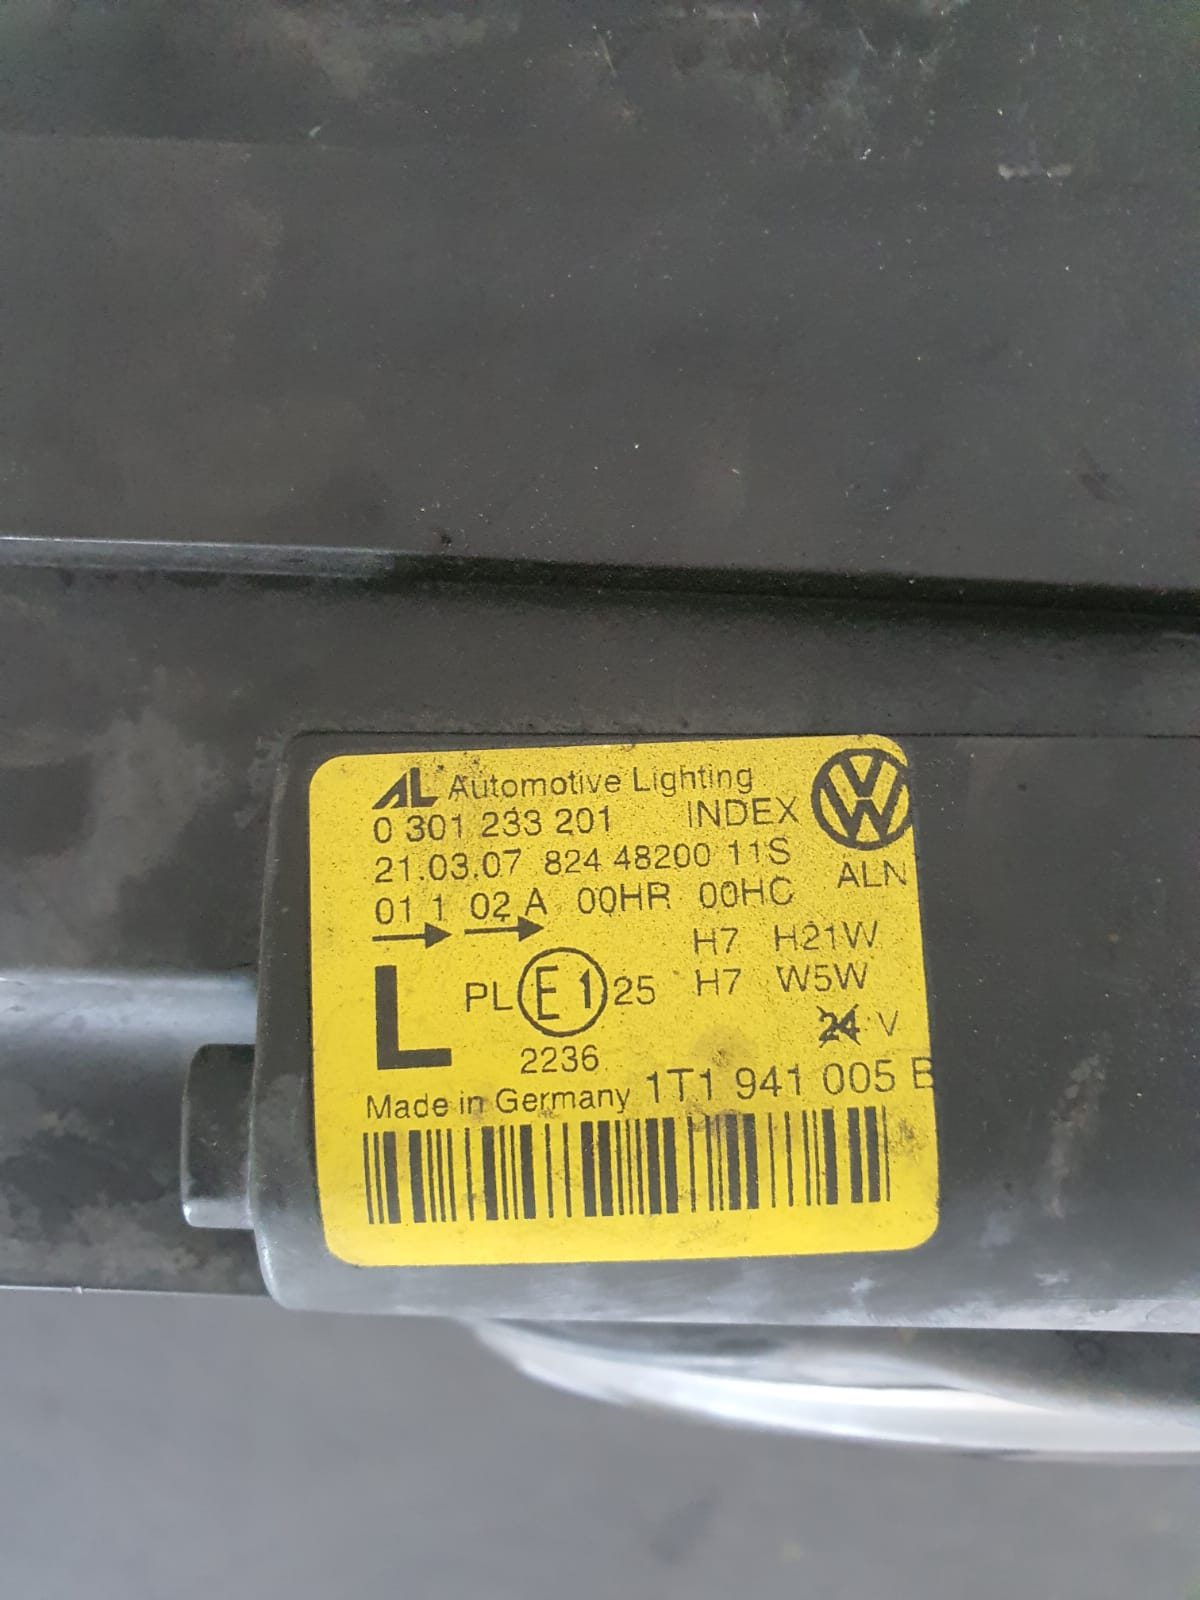 AL Automotive Lighting
0 301 233 201 INDEX
21.03.07 824 48200 11S
ALN
01 1 02 A 00HR 00HC
H7 H21W
L PL E1 25 H7 W5W
24 V
2236
Made in Germany 1T1 941 005 B